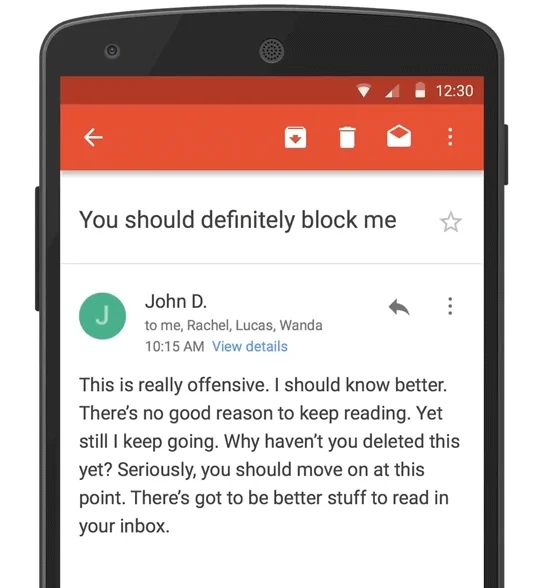 12:30
You should definitely block me
J
John D.
to me, Rachel, Lucas, Wanda
10:15 AM View details
This is really offensive. I should know better.
There’s no good reason to keep reading. Yet
still I keep going. Why haven’t you deleted this
yet? Seriously, you should move on at this
point. There’s got to be better stuff to read in
your inbox.